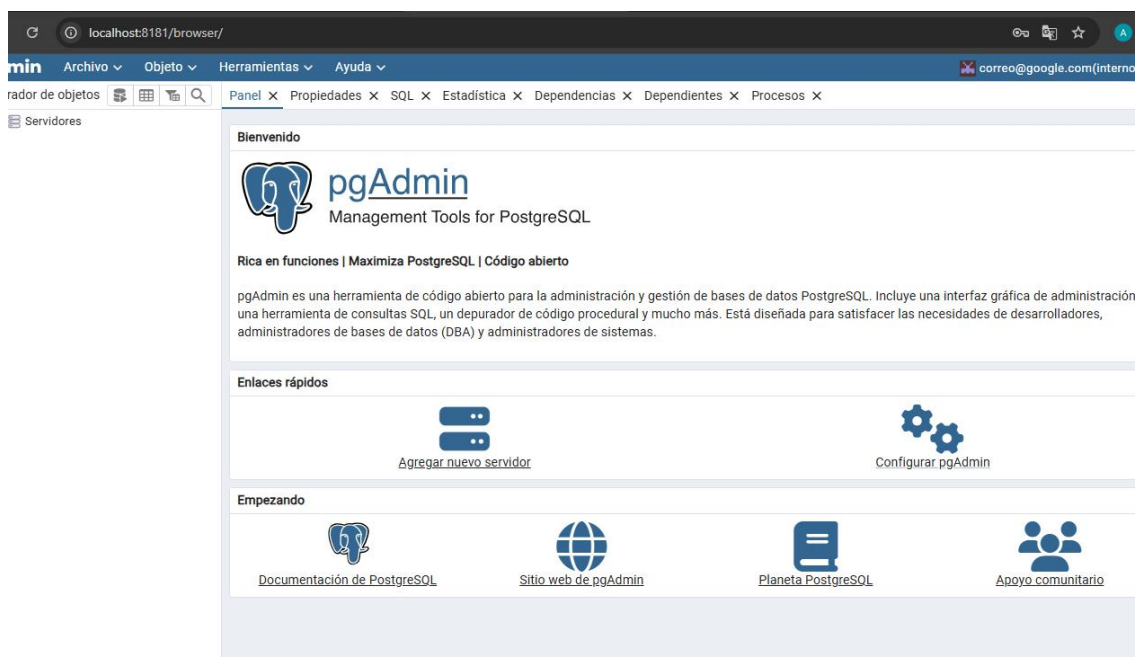 localhost:8181/browser/
A
min Archivo Objeto Herramientas Ayuda correo@google.com(interno
rador de objetos Panel Propiedades SQL Estadística Dependencias Dependientes Procesos
Servidores
Bienvenido
pgAdmin
Management Tools for PostgreSQL
Rica en funciones | Maximiza PostgreSQL | Código abierto
pgAdmin es una herramienta de código abierto para la administración y gestión de bases de datos PostgreSQL. Incluye una interfaz gráfica de administración
una herramienta de consultas SQL, un depurador de código procedural y mucho más. Está diseñada para satisfacer las necesidades de desarrolladores,
administradores de bases de datos (DBA) y administradores de sistemas.
Enlaces rápidos
Agregar nuevo servidor Configurar pgAdmin
Empezando
Documentación de PostgreSQL Sitio web de pgAdmin Planeta PostgreSQL Apoyo comunitario